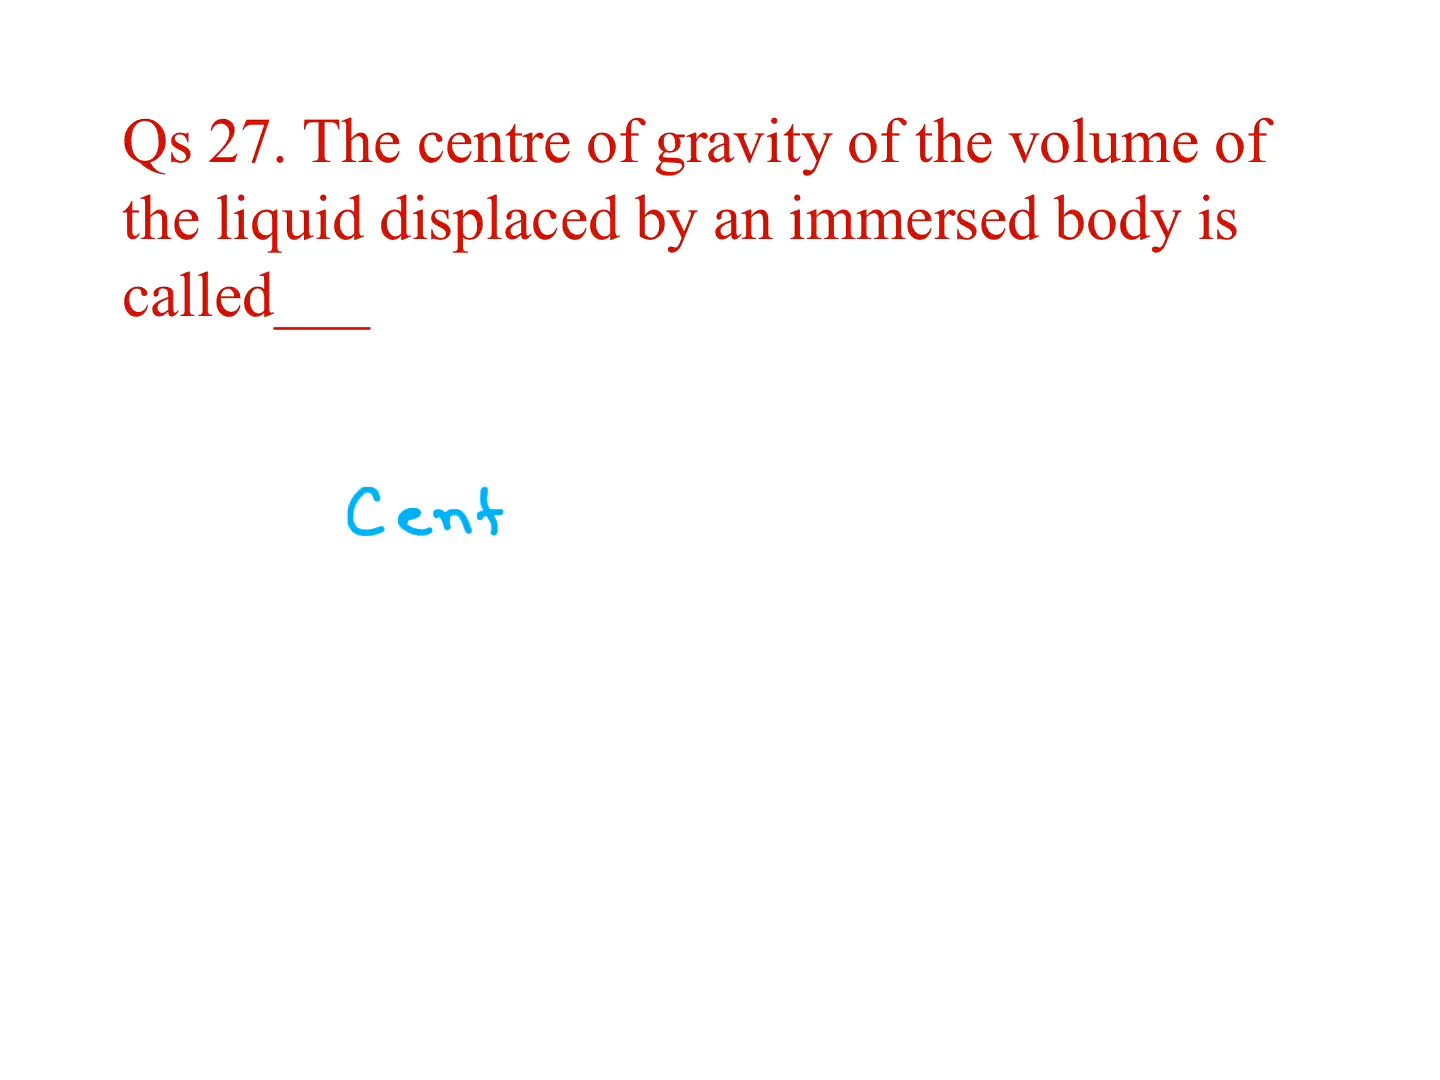 Qs 27. The centre of gravity of the volume of
the liquid displaced by an immersed body is
called___
Cent